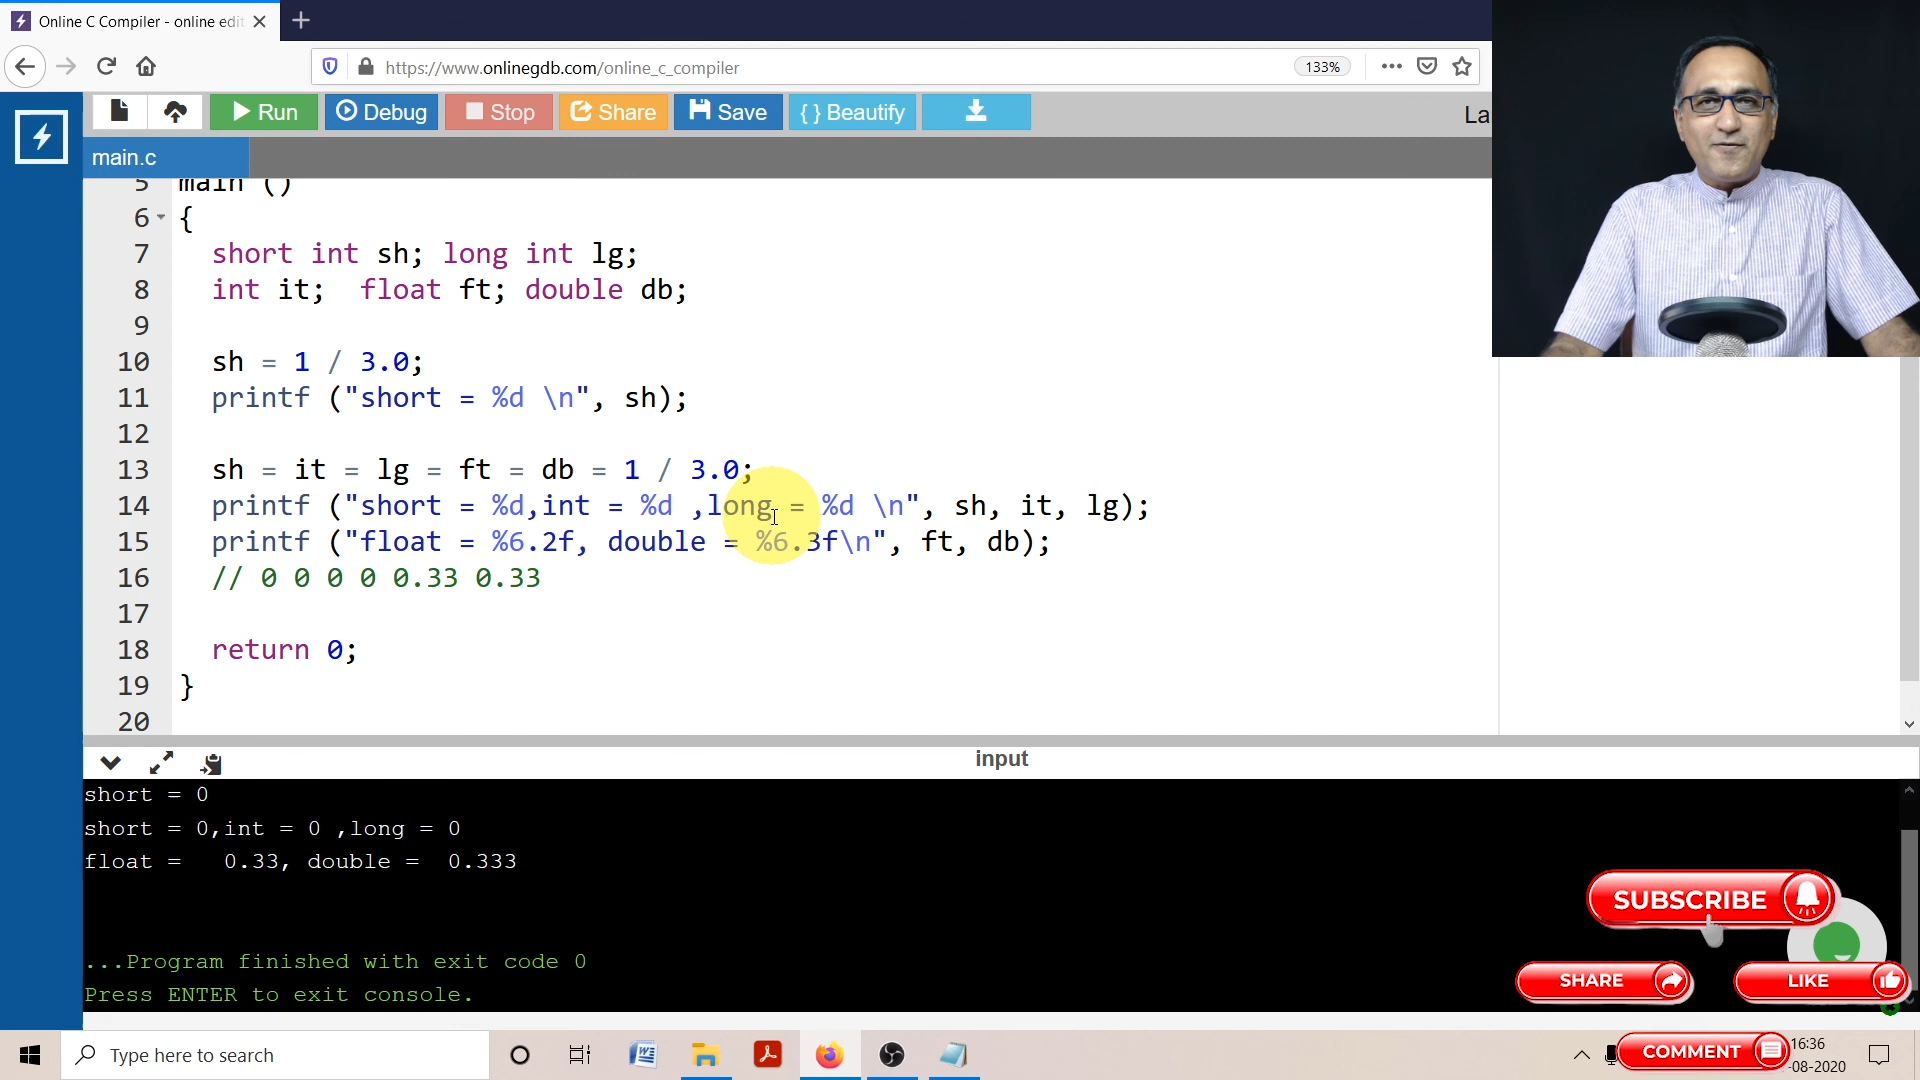 Online C Compiler - online edit
https://www.onlinegdb.com/online_c_compiler
133%
Run
Debug
Stop
Share
Save
{ } Beautify
La
main.c
5 main ()
6 {
7 short int sh; long int lg;
8 int it; float ft; double db;
9
10 sh = 1 / 3.0;
11 printf ("short = %d \n", sh);
12
13 sh = it = lg = ft = db = 1 / 3.0;
14 printf ("short = %d,int = %d ,long = %d \n", sh, it, lg);
15 printf ("float = %6.2f, double = %6.3f\n", ft, db);
16 // 0 0 0 0 0.33 0.33
17
18 return 0;
19 }
20
input
short = 0
short = 0,int = 0 ,long = 0
float =   0.33, double =  0.333
...Program finished with exit code 0
Press ENTER to exit console.
SUBSCRIBE
SHARE
LIKE
COMMENT
Type here to search
16:36
-08-2020